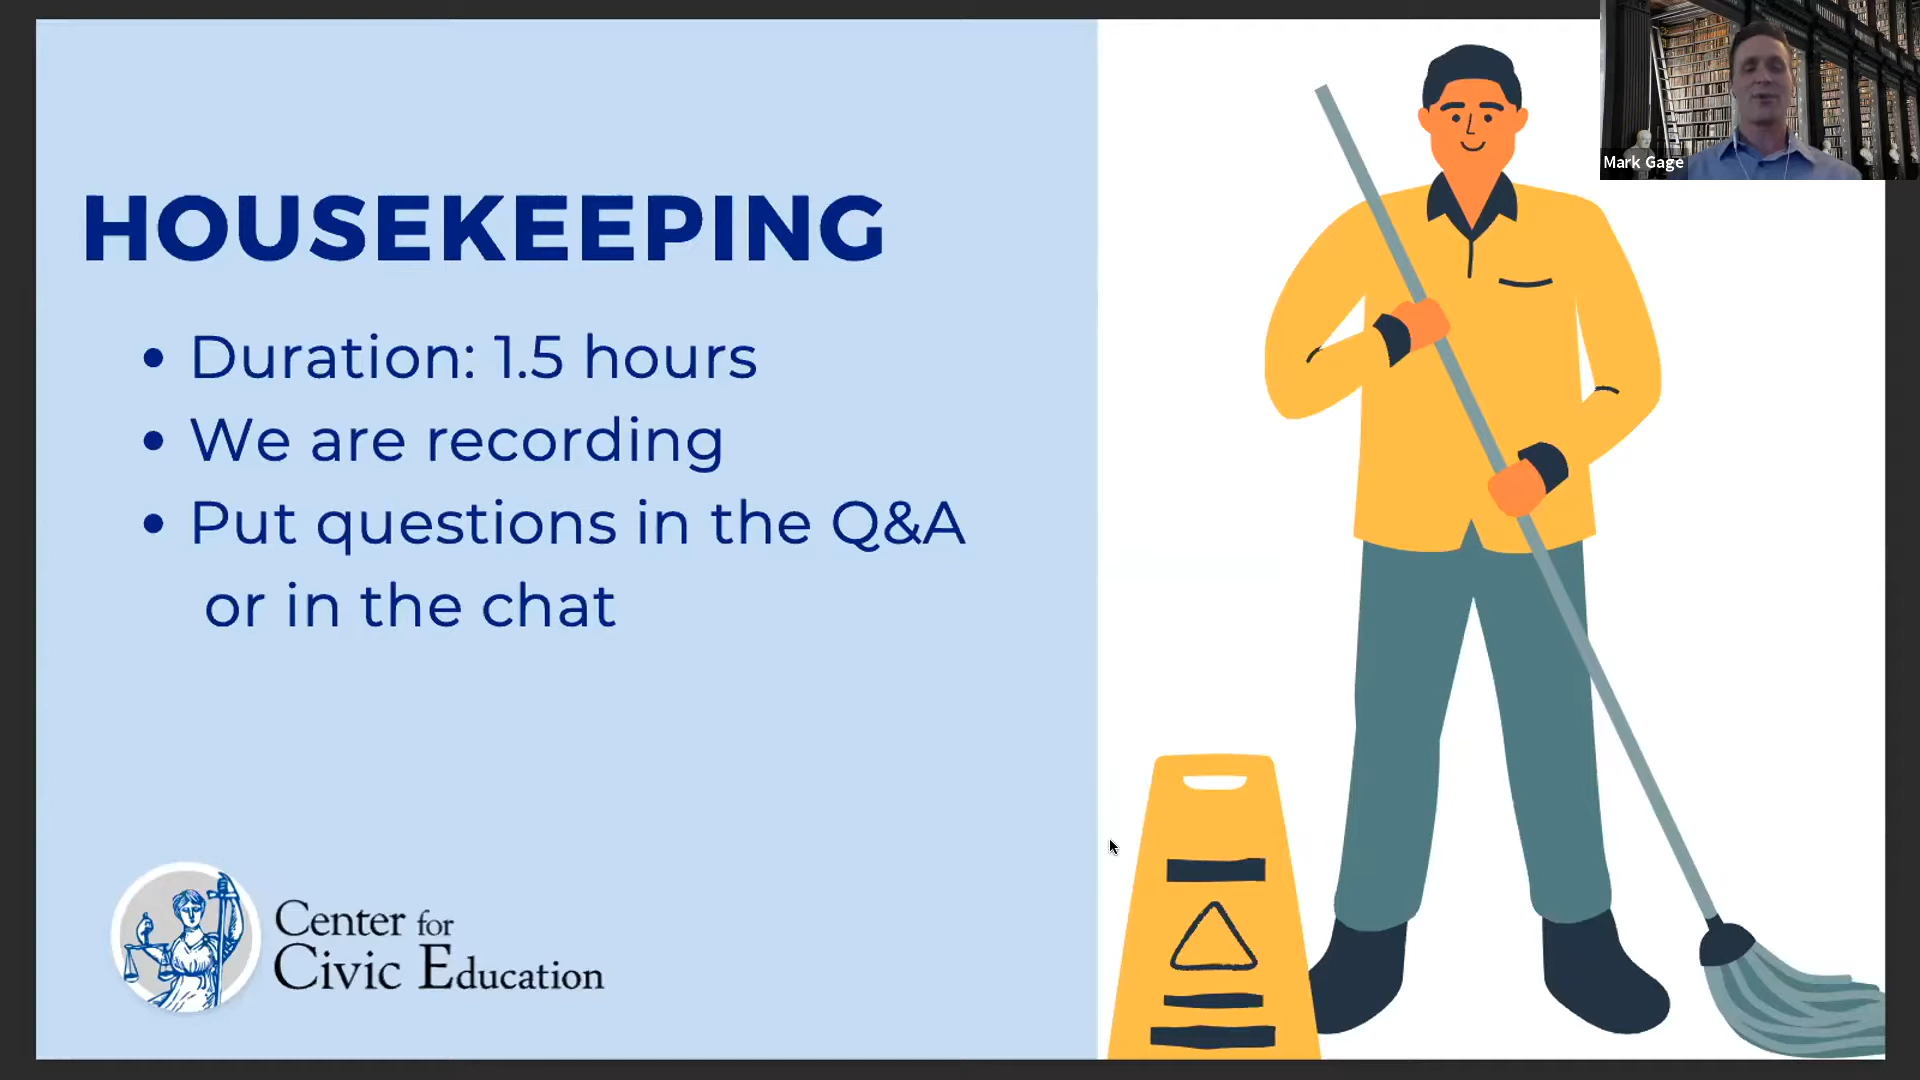 HOUSEKEEPING
• Duration: 1.5 hours
• We are recording
• Put questions in the Q&A
or in the chat
Center for
Civic Education
Mark Gage